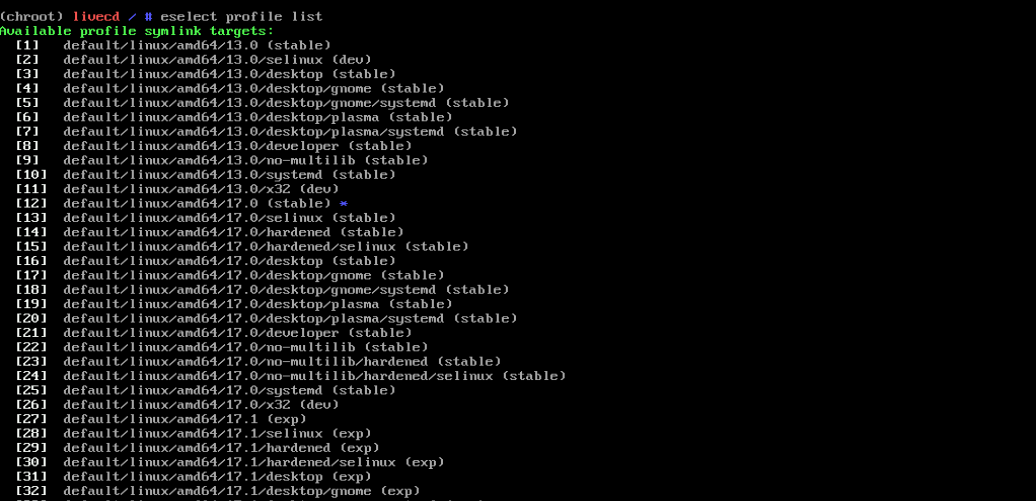 (chroot) livecd / # eselect profile list
Available profile symlink targets:
[1] default/linux/amd64/13.0 (stable)
[2] default/linux/amd64/13.0/selinux (dev)
[3] default/linux/amd64/13.0/desktop (stable)
[4] default/linux/amd64/13.0/desktop/gnome (stable)
[5] default/linux/amd64/13.0/desktop/gnome/systemd (stable)
[6] default/linux/amd64/13.0/desktop/plasma (stable)
[7] default/linux/amd64/13.0/desktop/plasma/systemd (stable)
[8] default/linux/amd64/13.0/developer (stable)
[9] default/linux/amd64/13.0/no-multilib (stable)
[10] default/linux/amd64/13.0/systemd (stable)
[11] default/linux/amd64/13.0/x32 (dev)
[12] default/linux/amd64/17.0 (stable) *
[13] default/linux/amd64/17.0/selinux (stable)
[14] default/linux/amd64/17.0/hardened (stable)
[15] default/linux/amd64/17.0/hardened/selinux (stable)
[16] default/linux/amd64/17.0/desktop (stable)
[17] default/linux/amd64/17.0/desktop/gnome (stable)
[18] default/linux/amd64/17.0/desktop/gnome/systemd (stable)
[19] default/linux/amd64/17.0/desktop/plasma (stable)
[20] default/linux/amd64/17.0/desktop/plasma/systemd (stable)
[21] default/linux/amd64/17.0/developer (stable)
[22] default/linux/amd64/17.0/no-multilib (stable)
[23] default/linux/amd64/17.0/no-multilib/hardened (stable)
[24] default/linux/amd64/17.0/no-multilib/hardened/selinux (stable)
[25] default/linux/amd64/17.0/systemd (stable)
[26] default/linux/amd64/17.0/x32 (dev)
[27] default/linux/amd64/17.1 (exp)
[28] default/linux/amd64/17.1/selinux (exp)
[29] default/linux/amd64/17.1/hardened (exp)
[30] default/linux/amd64/17.1/hardened/selinux (exp)
[31] default/linux/amd64/17.1/desktop (exp)
[32] default/linux/amd64/17.1/desktop/gnome (exp)